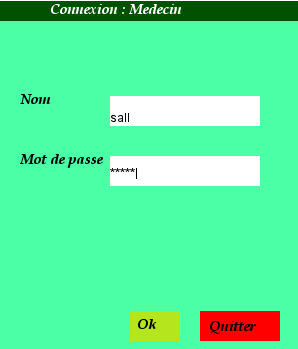 Connexion : Medecin
Nom
sall
Mot de passe
*****
Ok
Quitter